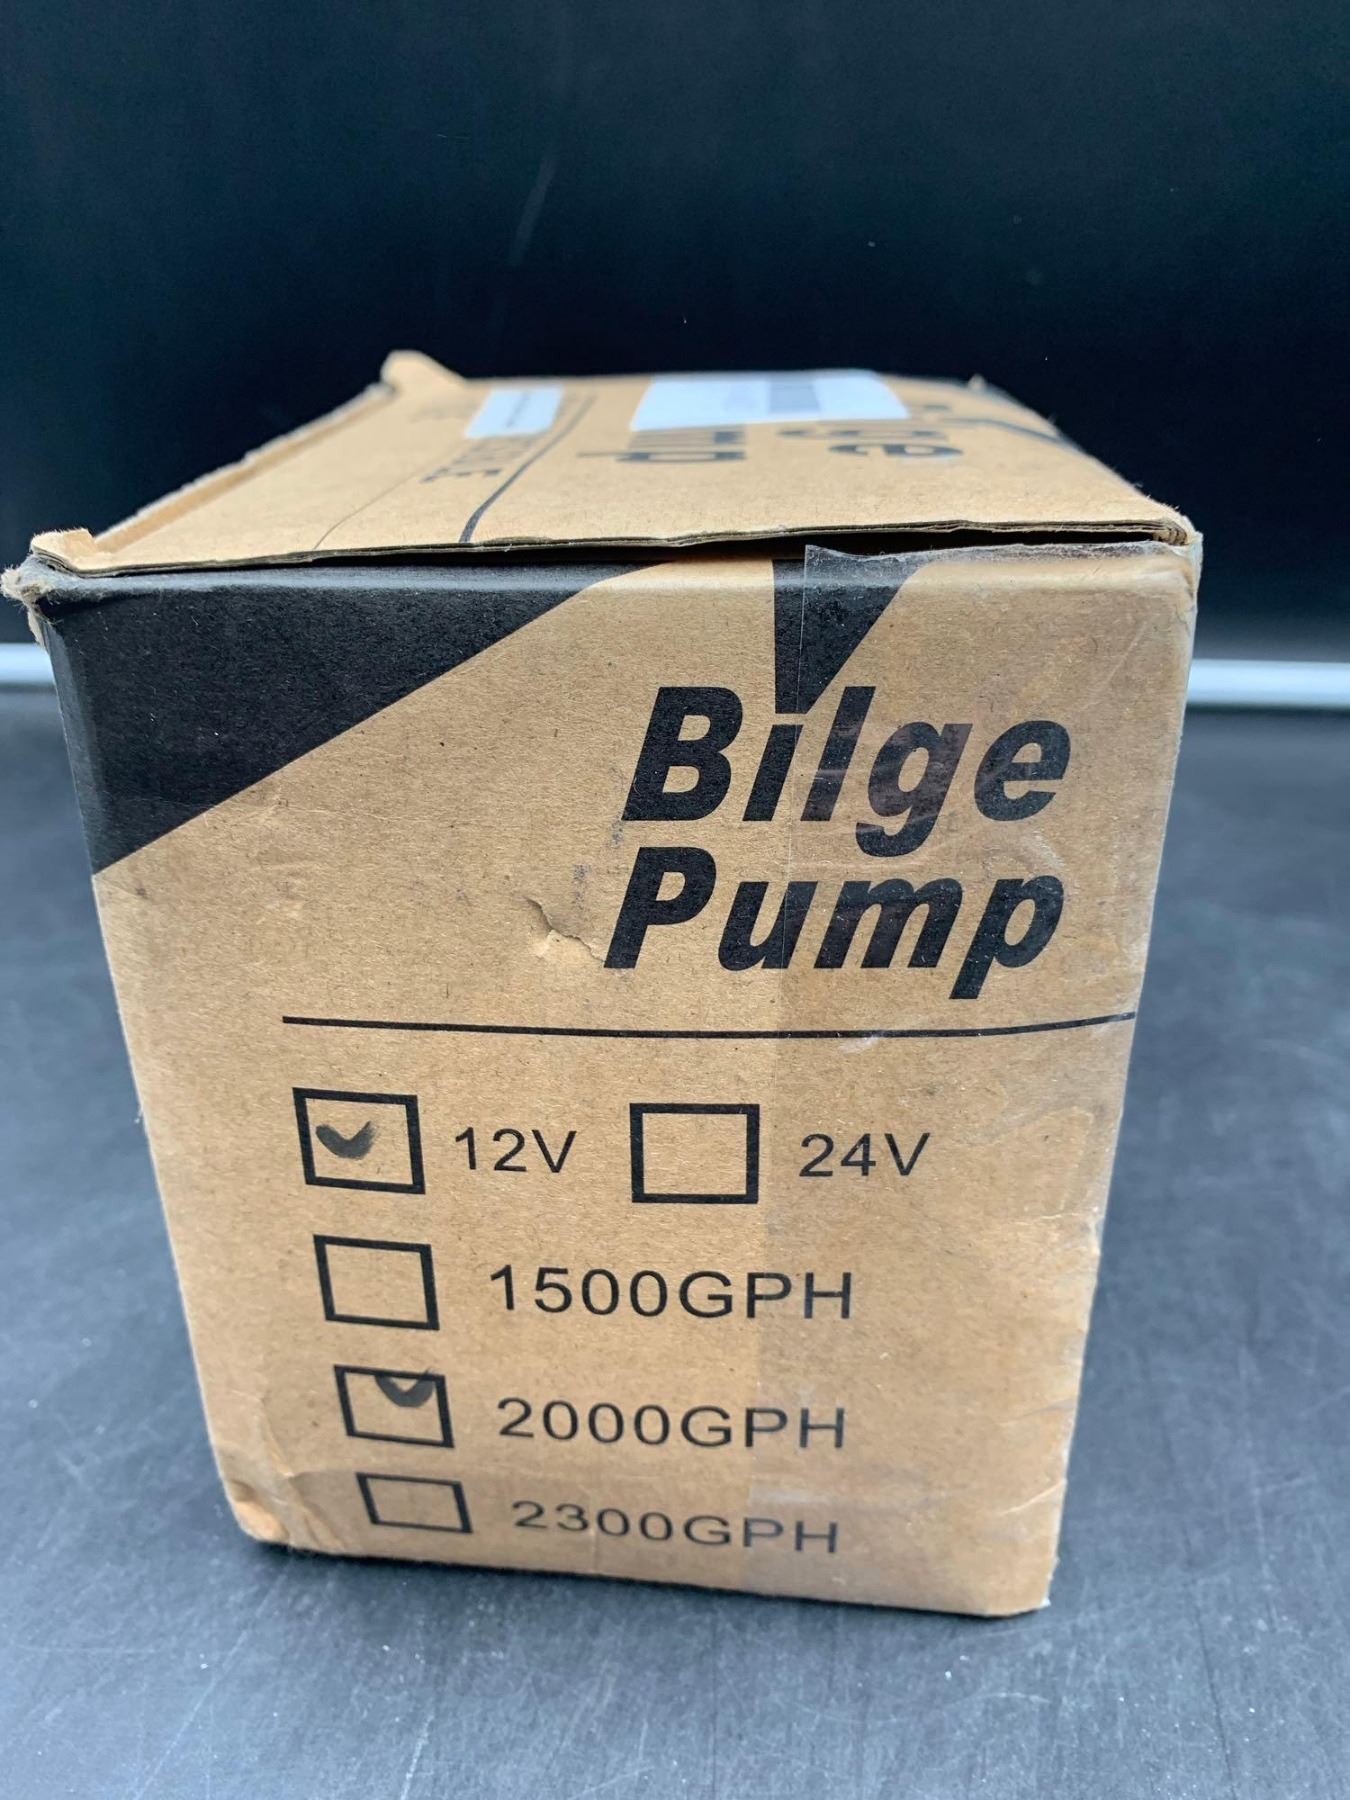 Bilge
Pump
12V 24V
1500GPH
2000GPH
2300GPH